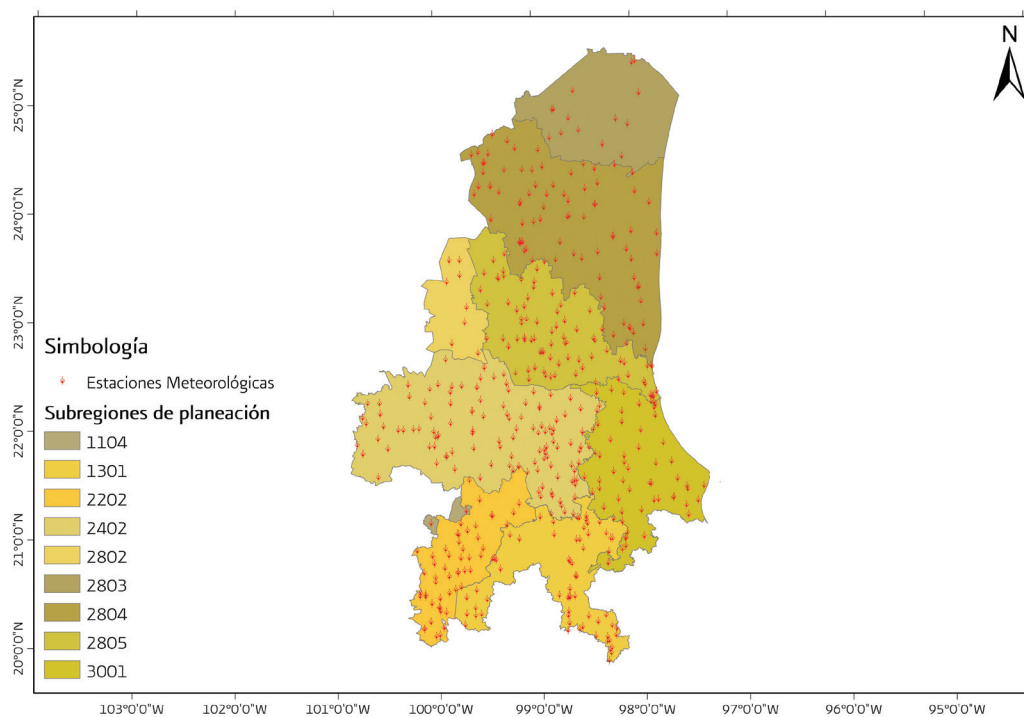 N
25°0'0"N
24°0'0"N
23°0'0"N
22°0'0"N
21°0'0"N
20°0'0"N
Simbología
Estaciones Meteorológicas
Subregiones de planeación
1104
1301
2202
2402
2802
2803
2804
2805
3001
103°0'0"W
102°0'0"W
101°0'0"W
100°0'0"W
99°0'0"W
98°0'0"W
97°0'0"W
96°0'0"W
95°0'0"W